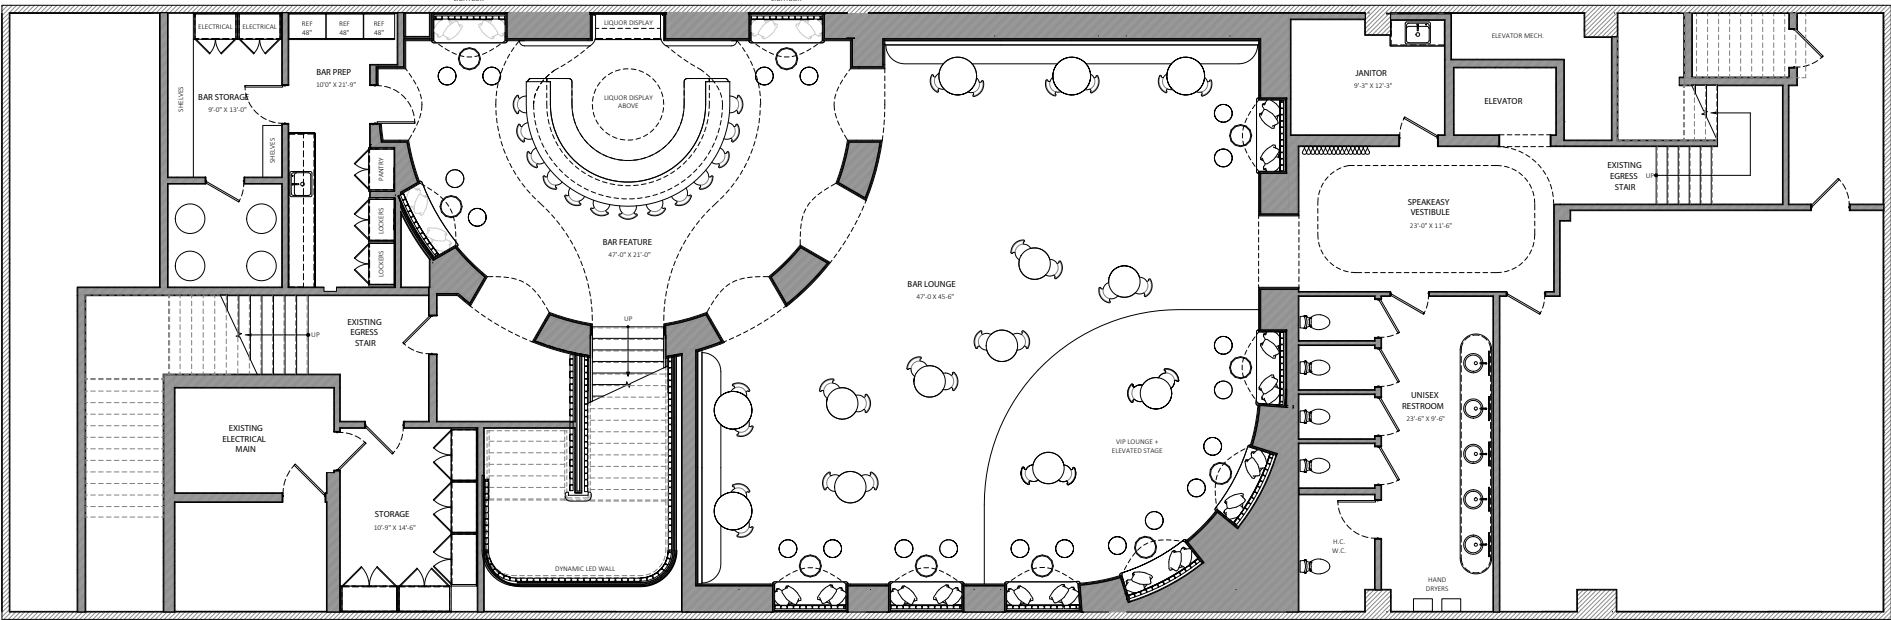 ELECTRICAL
ELECTRICAL
REF
48"
REF
48"
REF
48"
LIQUOR DISPLAY
SHELVES
BAR STORAGE
9'-0" X 13'-0"
SHELVES
BAR PREP
10'0" X 21'-9"
PANTRY
LOCKERS
LOCKERS
LIQUOR DISPLAY
ABOVE
BAR FEATURE
47'-0" X 21'-0"
UP
BAR LOUNGE
47'-0 X 45'-6"
JANITOR
9'-3" X 12'-3"
ELEVATOR MECH.
ELEVATOR
EXISTING
EGRESS
STAIR
UP
SPEAKEASY
VESTIBULE
23'-0" X 11'-6"
EXISTING
EGRESS
STAIR
UP
EXISTING
ELECTRICAL
MAIN
STORAGE
10'-9" X 14'-6"
DYNAMIC LED WALL
VIP LOUNGE +
ELEVATED STAGE
UNISEX
RESTROOM
23'-6" X 9'-6"
H.C.
W.C.
HAND
DRYERS